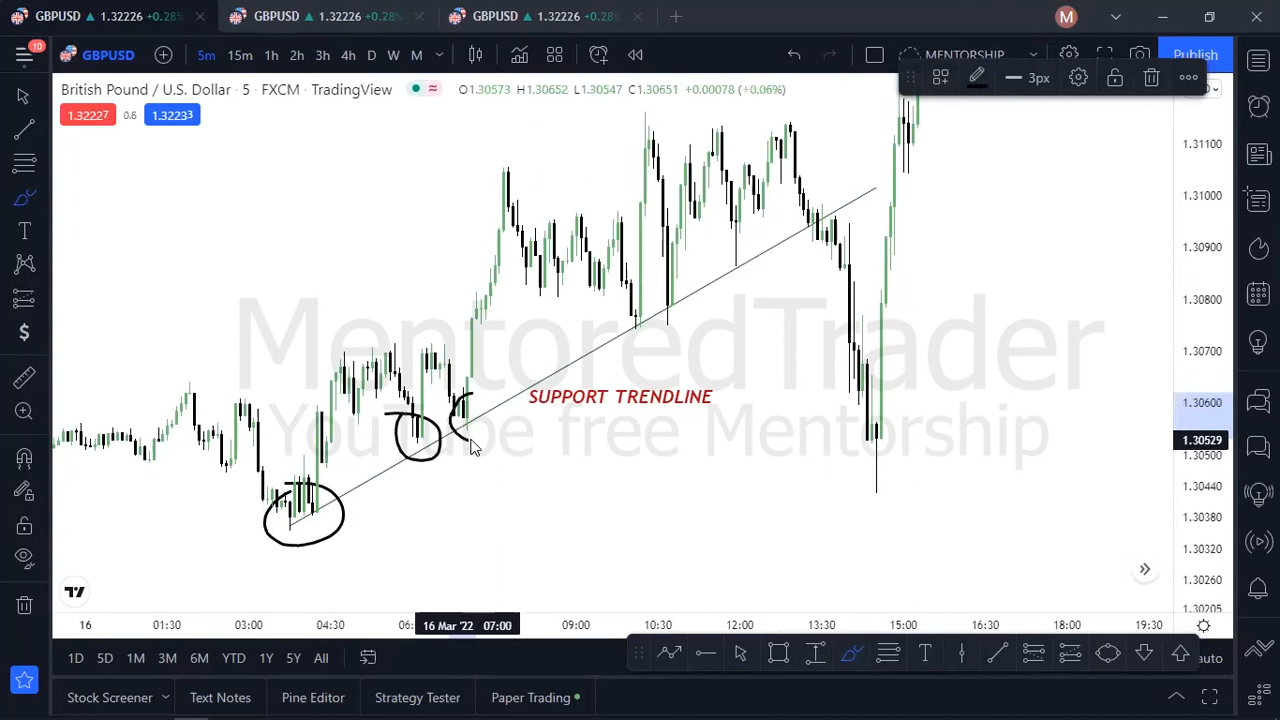 GBPUSD ▲ 1.32226 +0.28%
GBPUSD ▲ 1.32226 +0.28%
GBPUSD ▲ 1.32226 +0.28%
M
10
GBPUSD
5m 15m 1h 2h 3h 4h D W M
MENTORSHIP
Publish
3px
British Pound / U.S. Dollar · 5 · FXCM · TradingView
O1.30573 H1.30652 L1.30547 C1.30651 +0.00078 (+0.06%)
1.32227 0.6 1.32233
1.31100
1.31000
1.30900
1.30800
1.30700
1.30600
1.30529
1.30500
1.30440
1.30380
1.30320
1.30260
1.30205
MentoredTrader
YouTube free Mentorship
SUPPORT TRENDLINE
16 01:30 03:00 04:30 06: 16 Mar '22 07:00 09:00 10:30 12:00 13:30 15:00 16:30 18:00 19:30
1D 5D 1M 3M 6M YTD 1Y 5Y All
auto
Stock Screener Text Notes Pine Editor Strategy Tester Paper Trading